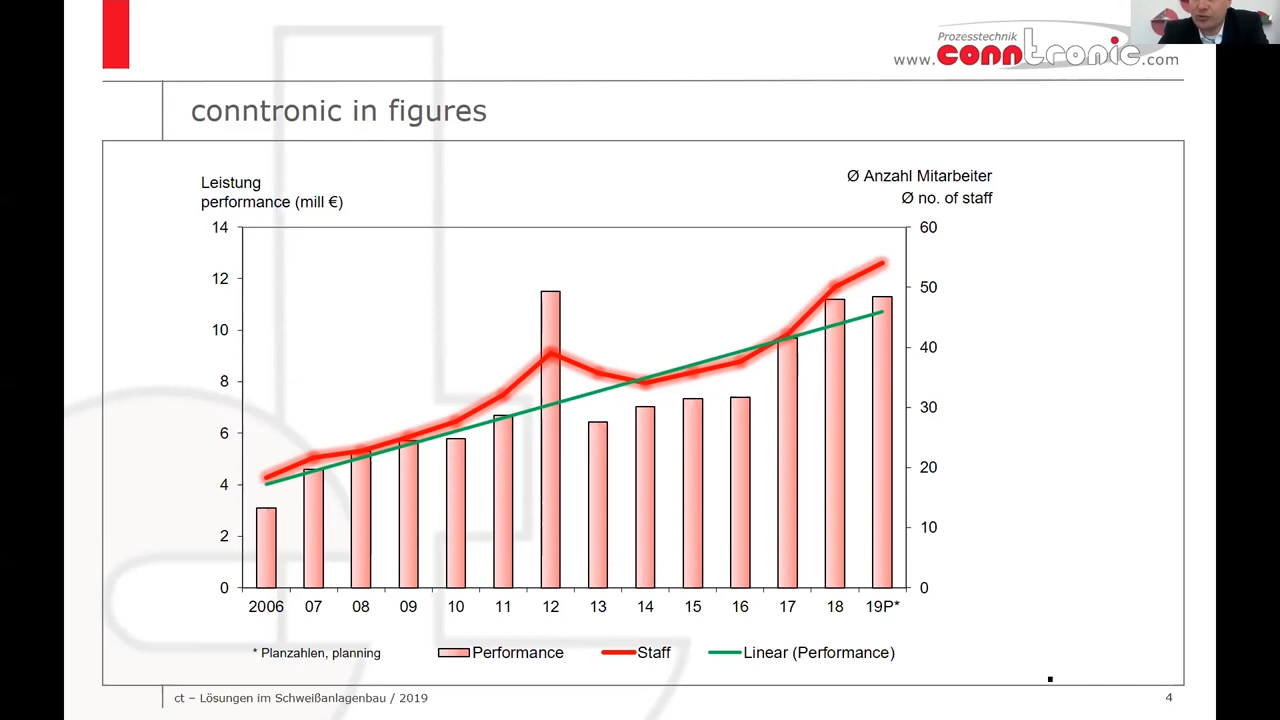 Prozesstechnik
www.conntronic.com
conntronic in figures
Leistung
performance (mill €)
Ø Anzahl Mitarbeiter
Ø no. of staff
14
12
10
8
6
4
2
0
60
50
40
30
20
10
0
2006 07 08 09 10 11 12 13 14 15 16 17 18 19P*
* Planzahlen, planning
Performance
Staff
Linear (Performance)
ct – Lösungen im Schweißanlagenbau / 2019
4